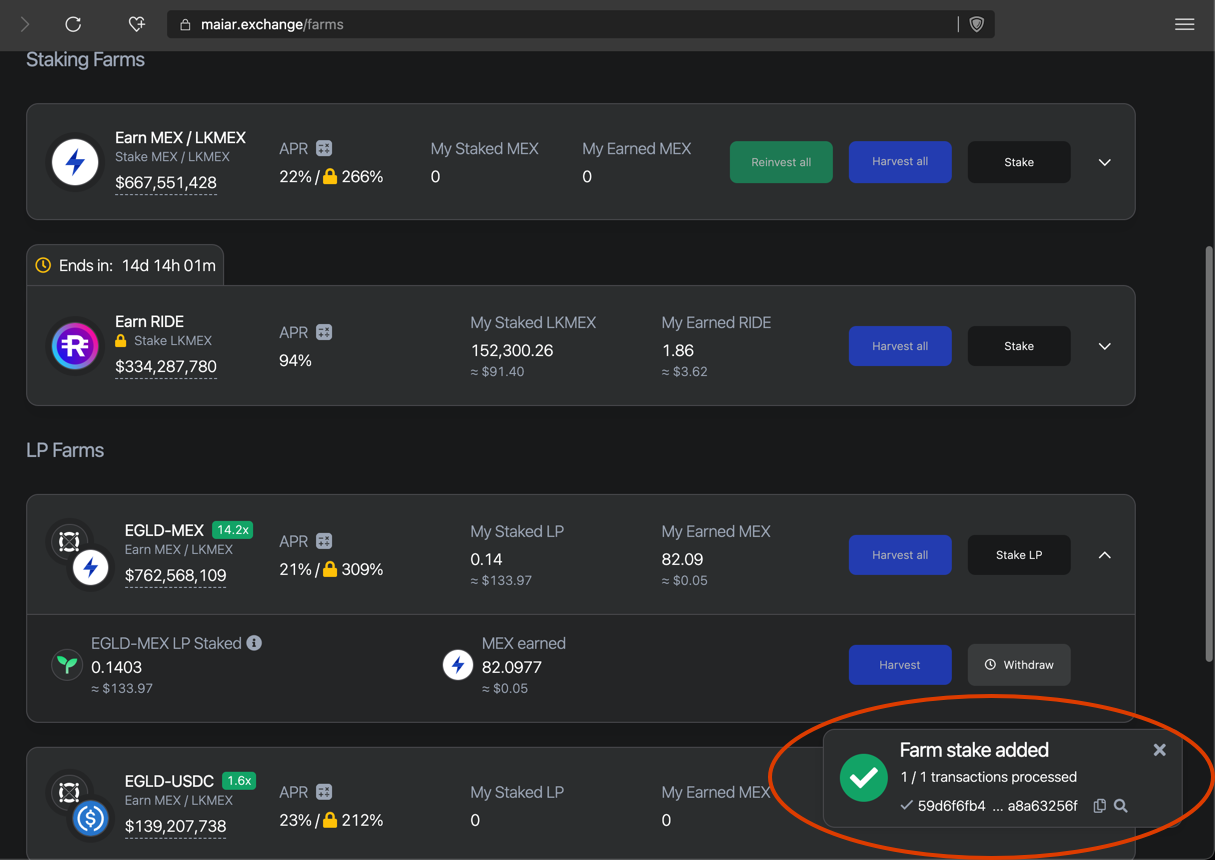 maiar.exchange/farms
Staking Farms
Earn MEX / LKMEX
Stake MEX / LKMEX
$667,551,428
APR
22% / 266%
My Staked MEX
0
My Earned MEX
0
Reinvest all
Harvest all
Stake
Ends in: 14d 14h 01m
Earn RIDE
Stake LKMEX
$334,287,780
APR
94%
My Staked LKMEX
152,300.26
≈ $91.40
My Earned RIDE
1.86
≈ $3.62
Harvest all
Stake
LP Farms
EGLD-MEX 14.2x
Earn MEX / LKMEX
$762,568,109
APR
21% / 309%
My Staked LP
0.14
≈ $133.97
My Earned MEX
82.09
≈ $0.05
Harvest all
Stake LP
EGLD-MEX LP Staked
0.1403
≈ $133.97
MEX earned
82.0977
≈ $0.05
Harvest
Withdraw
EGLD-USDC 1.6x
Earn MEX / LKMEX
$139,207,738
APR
23% / 212%
My Staked LP
0
My Earned MEX
0
Farm stake added
1 / 1 transactions processed
59d6f6fb4 ... a8a63256f